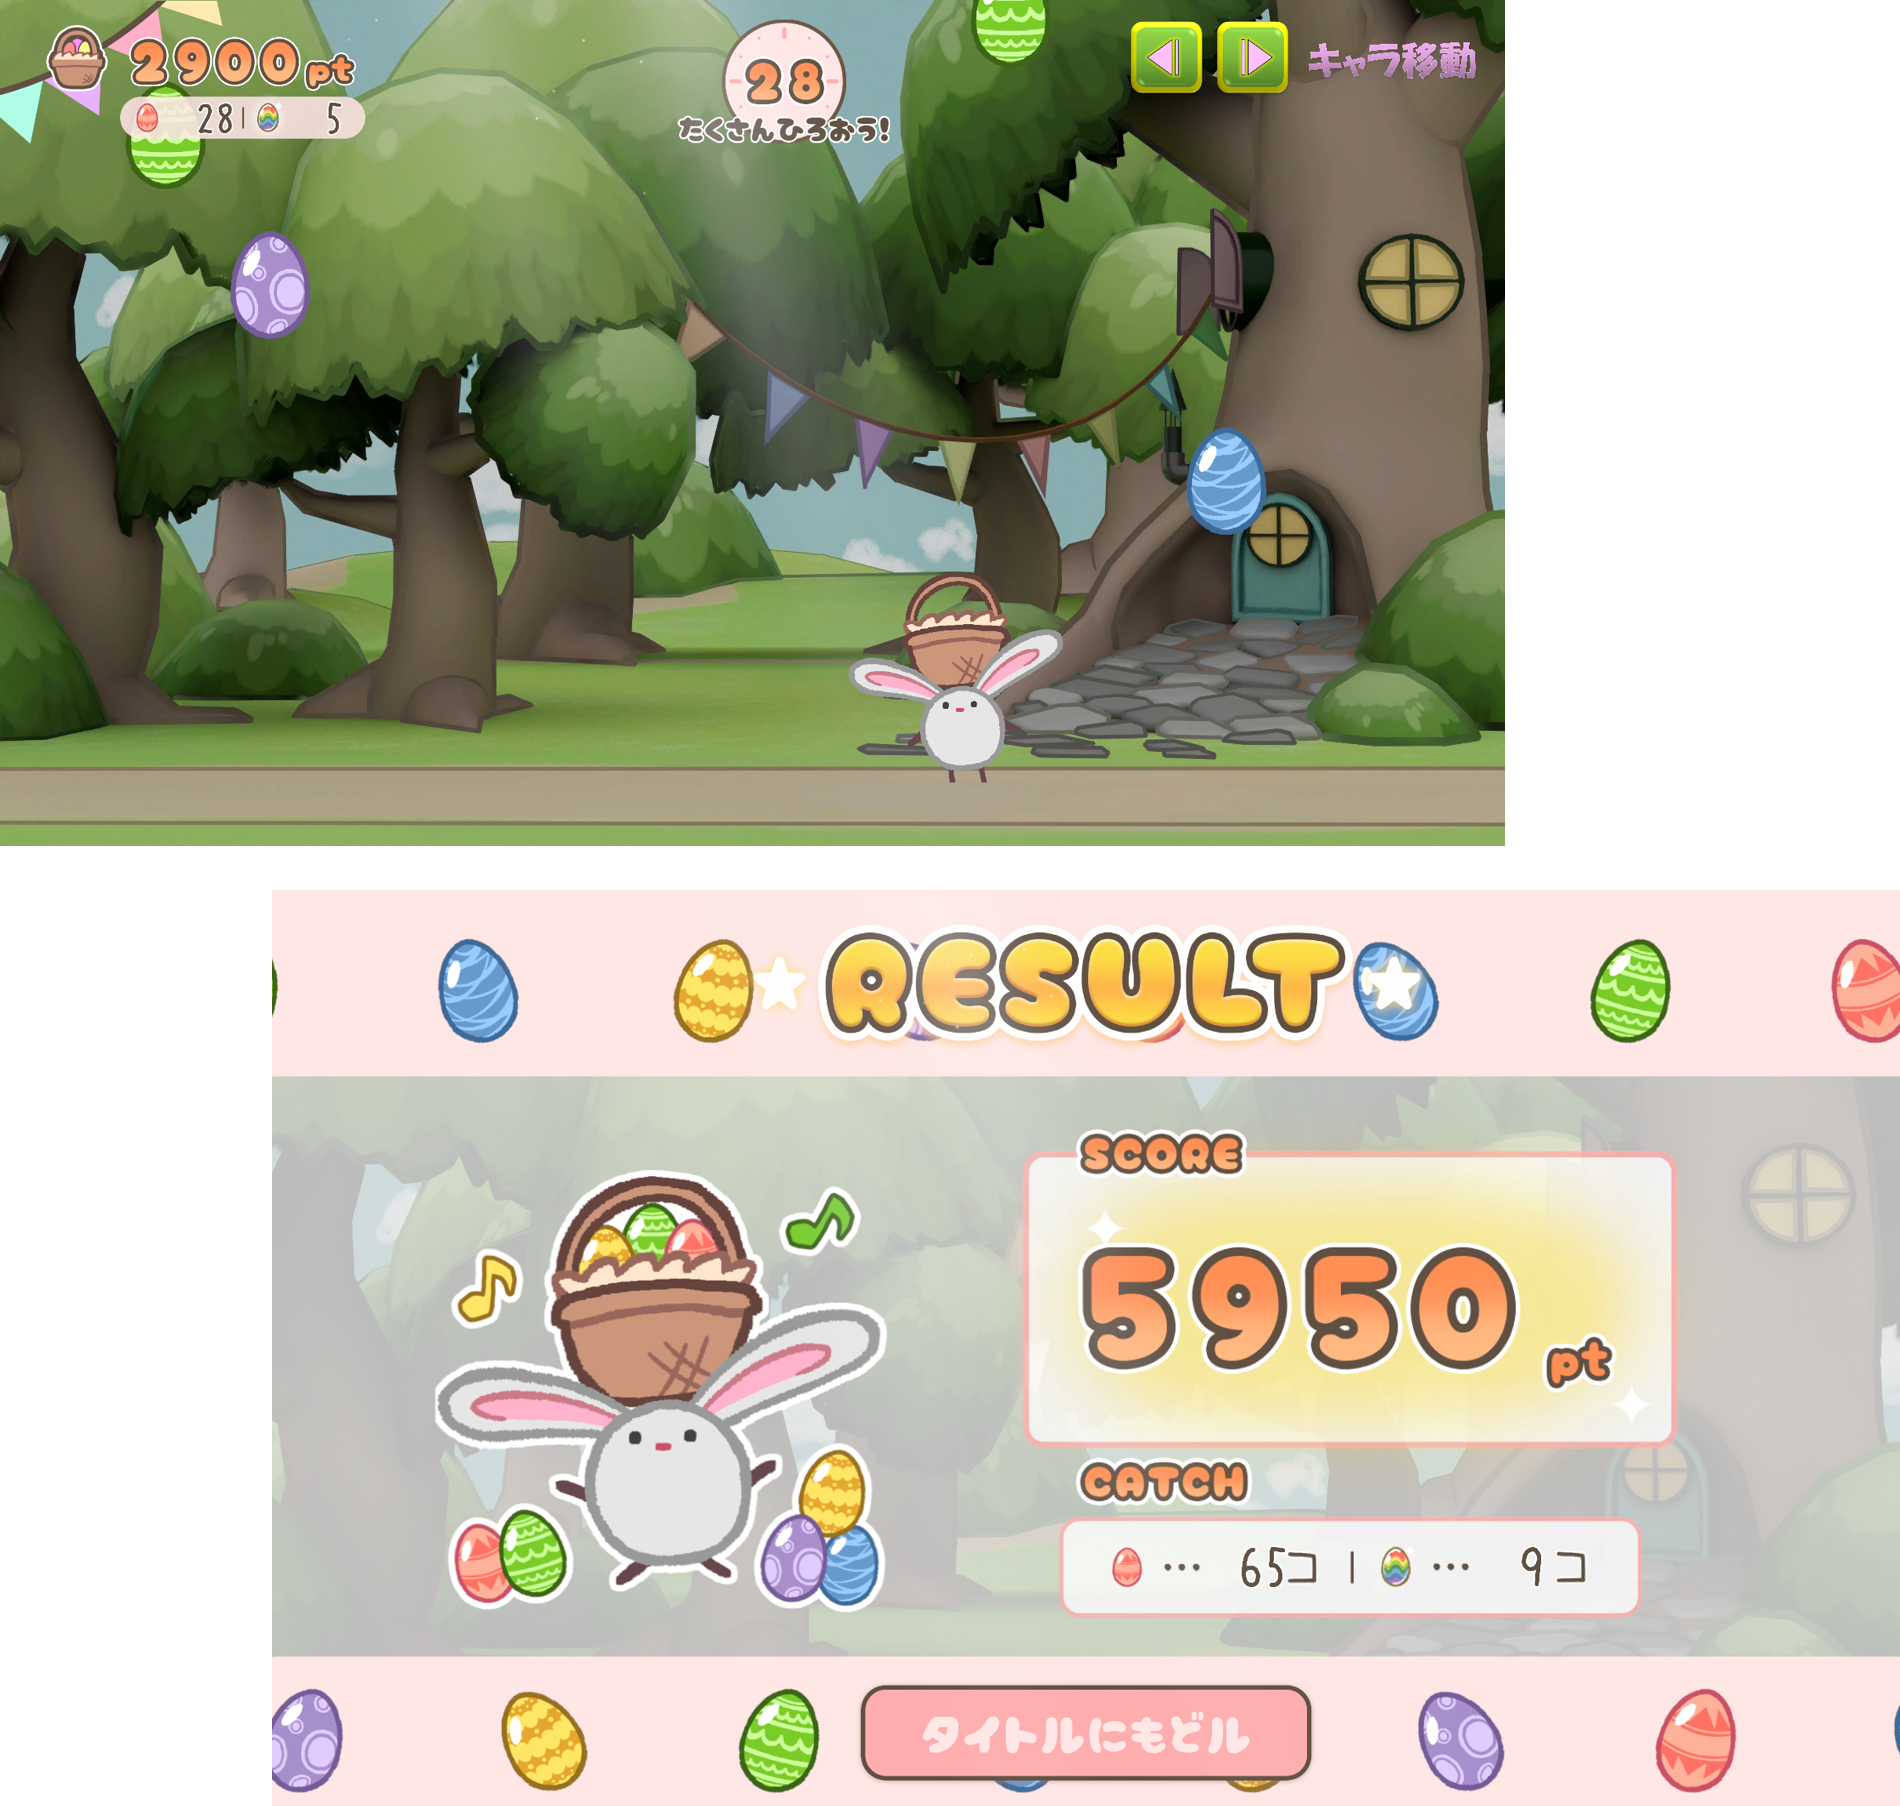 2900pt
28 | 5
28
たくさんひろおう!
キャラ移動
RESULT
SCORE
5950 pt
CATCH
… 65コ | … 9コ
タイトルにもどル